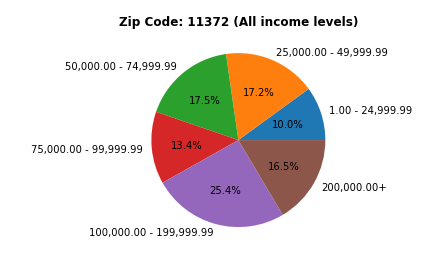 Zip Code: 11372 (All income levels)
25,000.00 - 49,999.99
50,000.00 - 74,999.99
17.2%
17.5%
1.00 - 24,999.99
10.0%
75,000.00 - 99,999.99
13.4%
16.5%
200,000.00+
25.4%
100,000.00 - 199,999.99